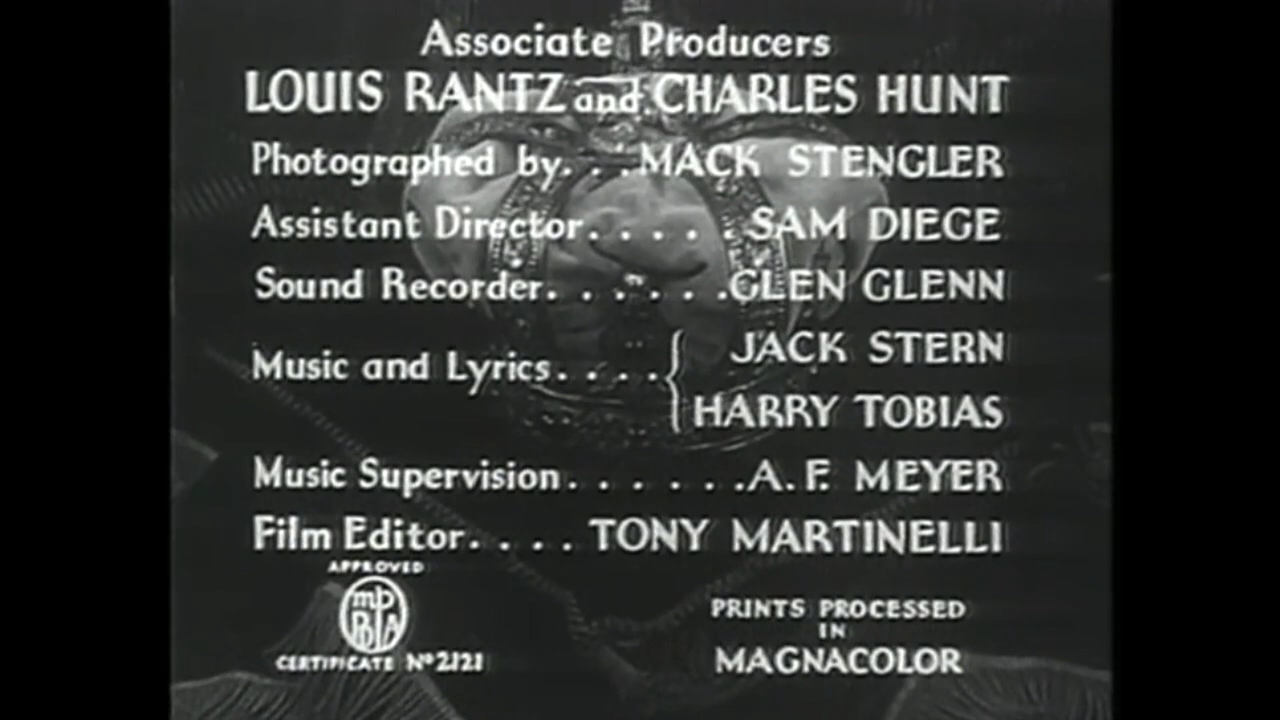 Associate Producers
LOUIS RANTZ and CHARLES HUNT
Photographed by. . .MACK STENGLER
Assistant Director. . . . . SAM DIEGE
Sound Recorder. . . . . .GLEN GLENN
Music and Lyrics. . . . { JACK STERN
HARRY TOBIAS
Music Supervision . . . . . .A. F. MEYER
Film Editor. . . . TONY MARTINELLI
APPROVED
CERTIFICATE Nº 2121
PRINTS PROCESSED
IN
MAGNACOLOR